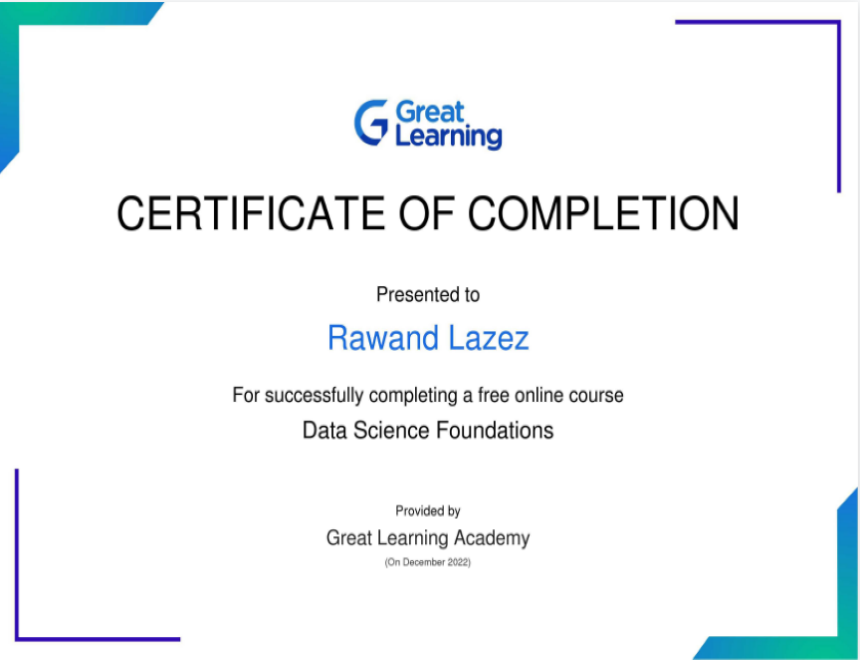 Great
Learning
CERTIFICATE OF COMPLETION
Presented to
Rawand Lazez
For successfully completing a free online course
Data Science Foundations
Provided by
Great Learning Academy
(On December 2022)